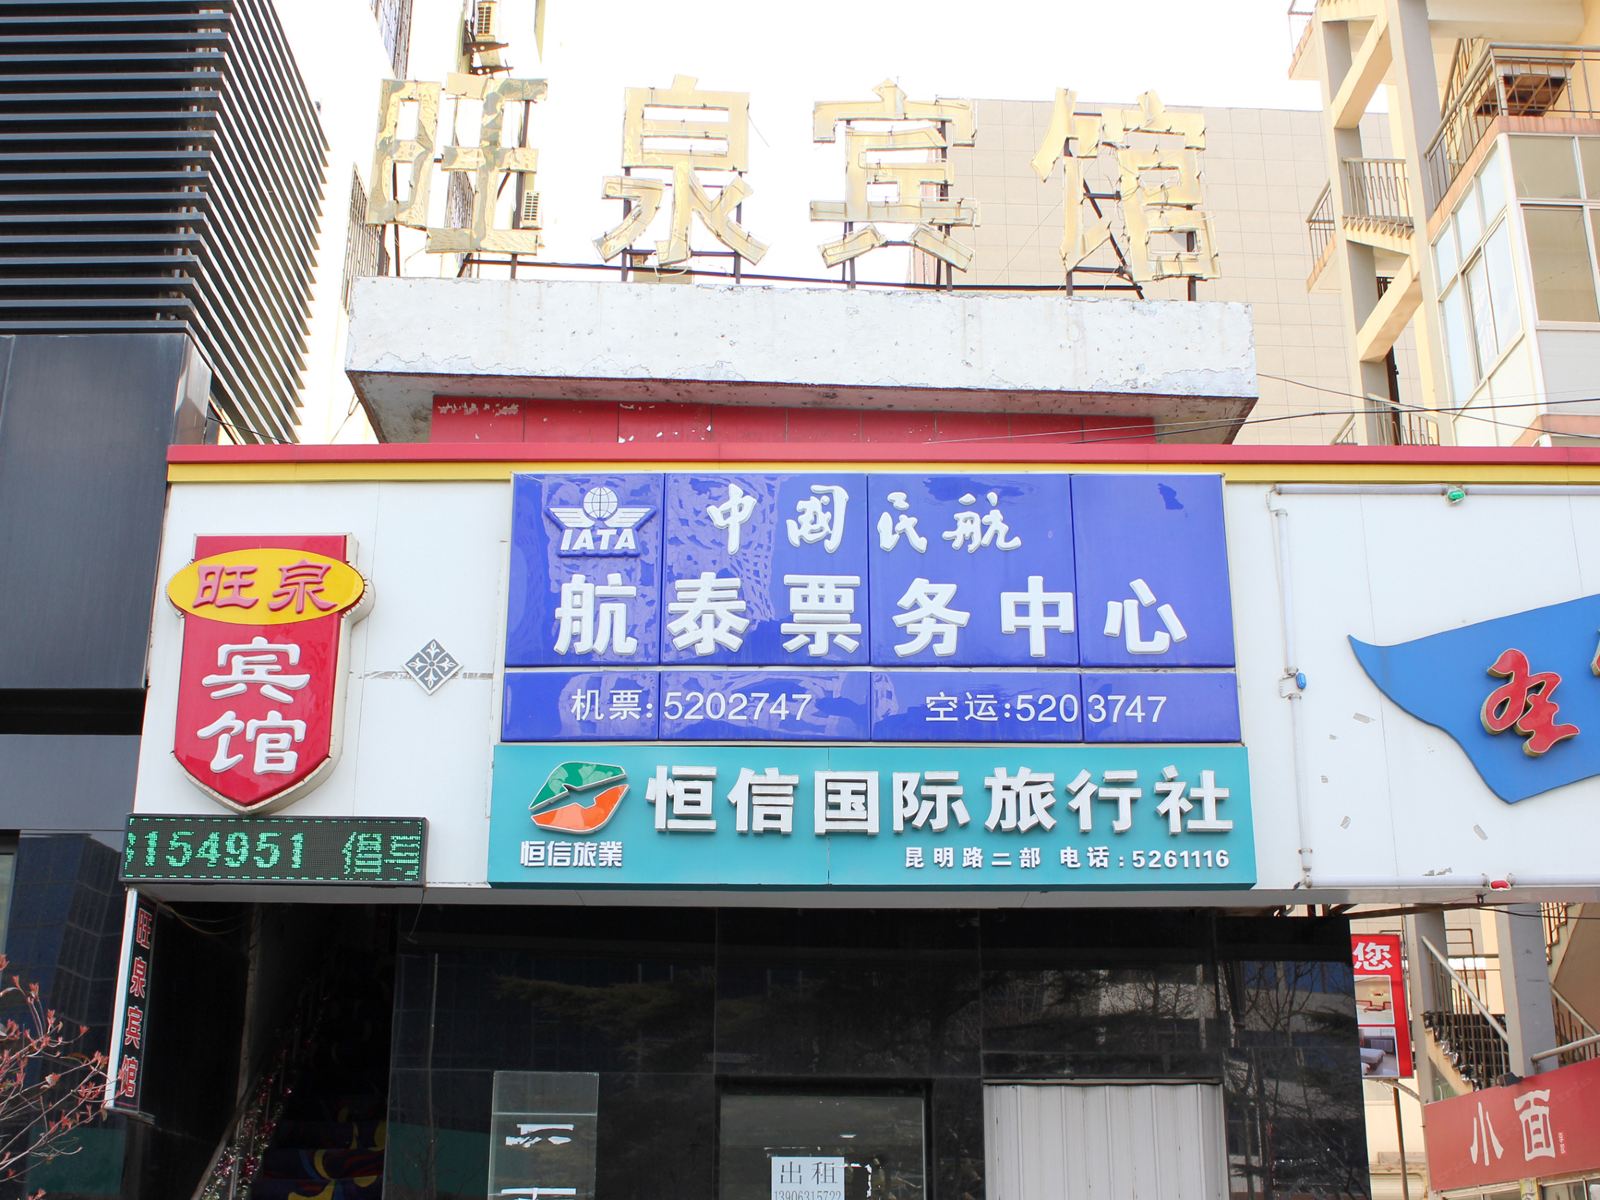 旺泉宾馆
IATA
中国民航
航泰票务中心
机票:5202747
空运:5203747
旺泉
宾
馆
恒信国际旅行社
恒信旅業
昆明路二部 电话:5261116
3154951
旺泉宾馆
您
小面
出租
13906315722